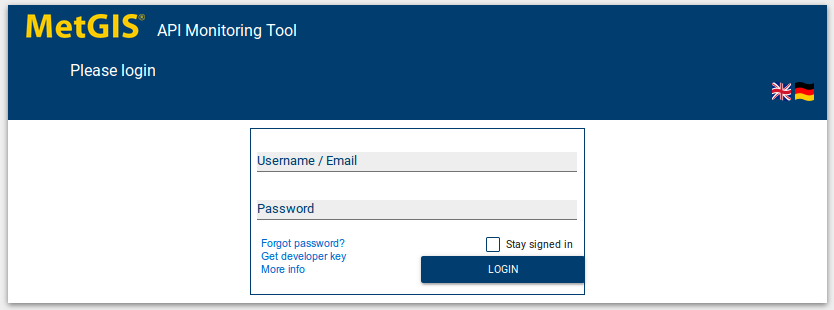 MetGIS® API Monitoring Tool
Please login
Username / Email
Password
Forgot password?
Stay signed in
Get developer key
More info
LOGIN